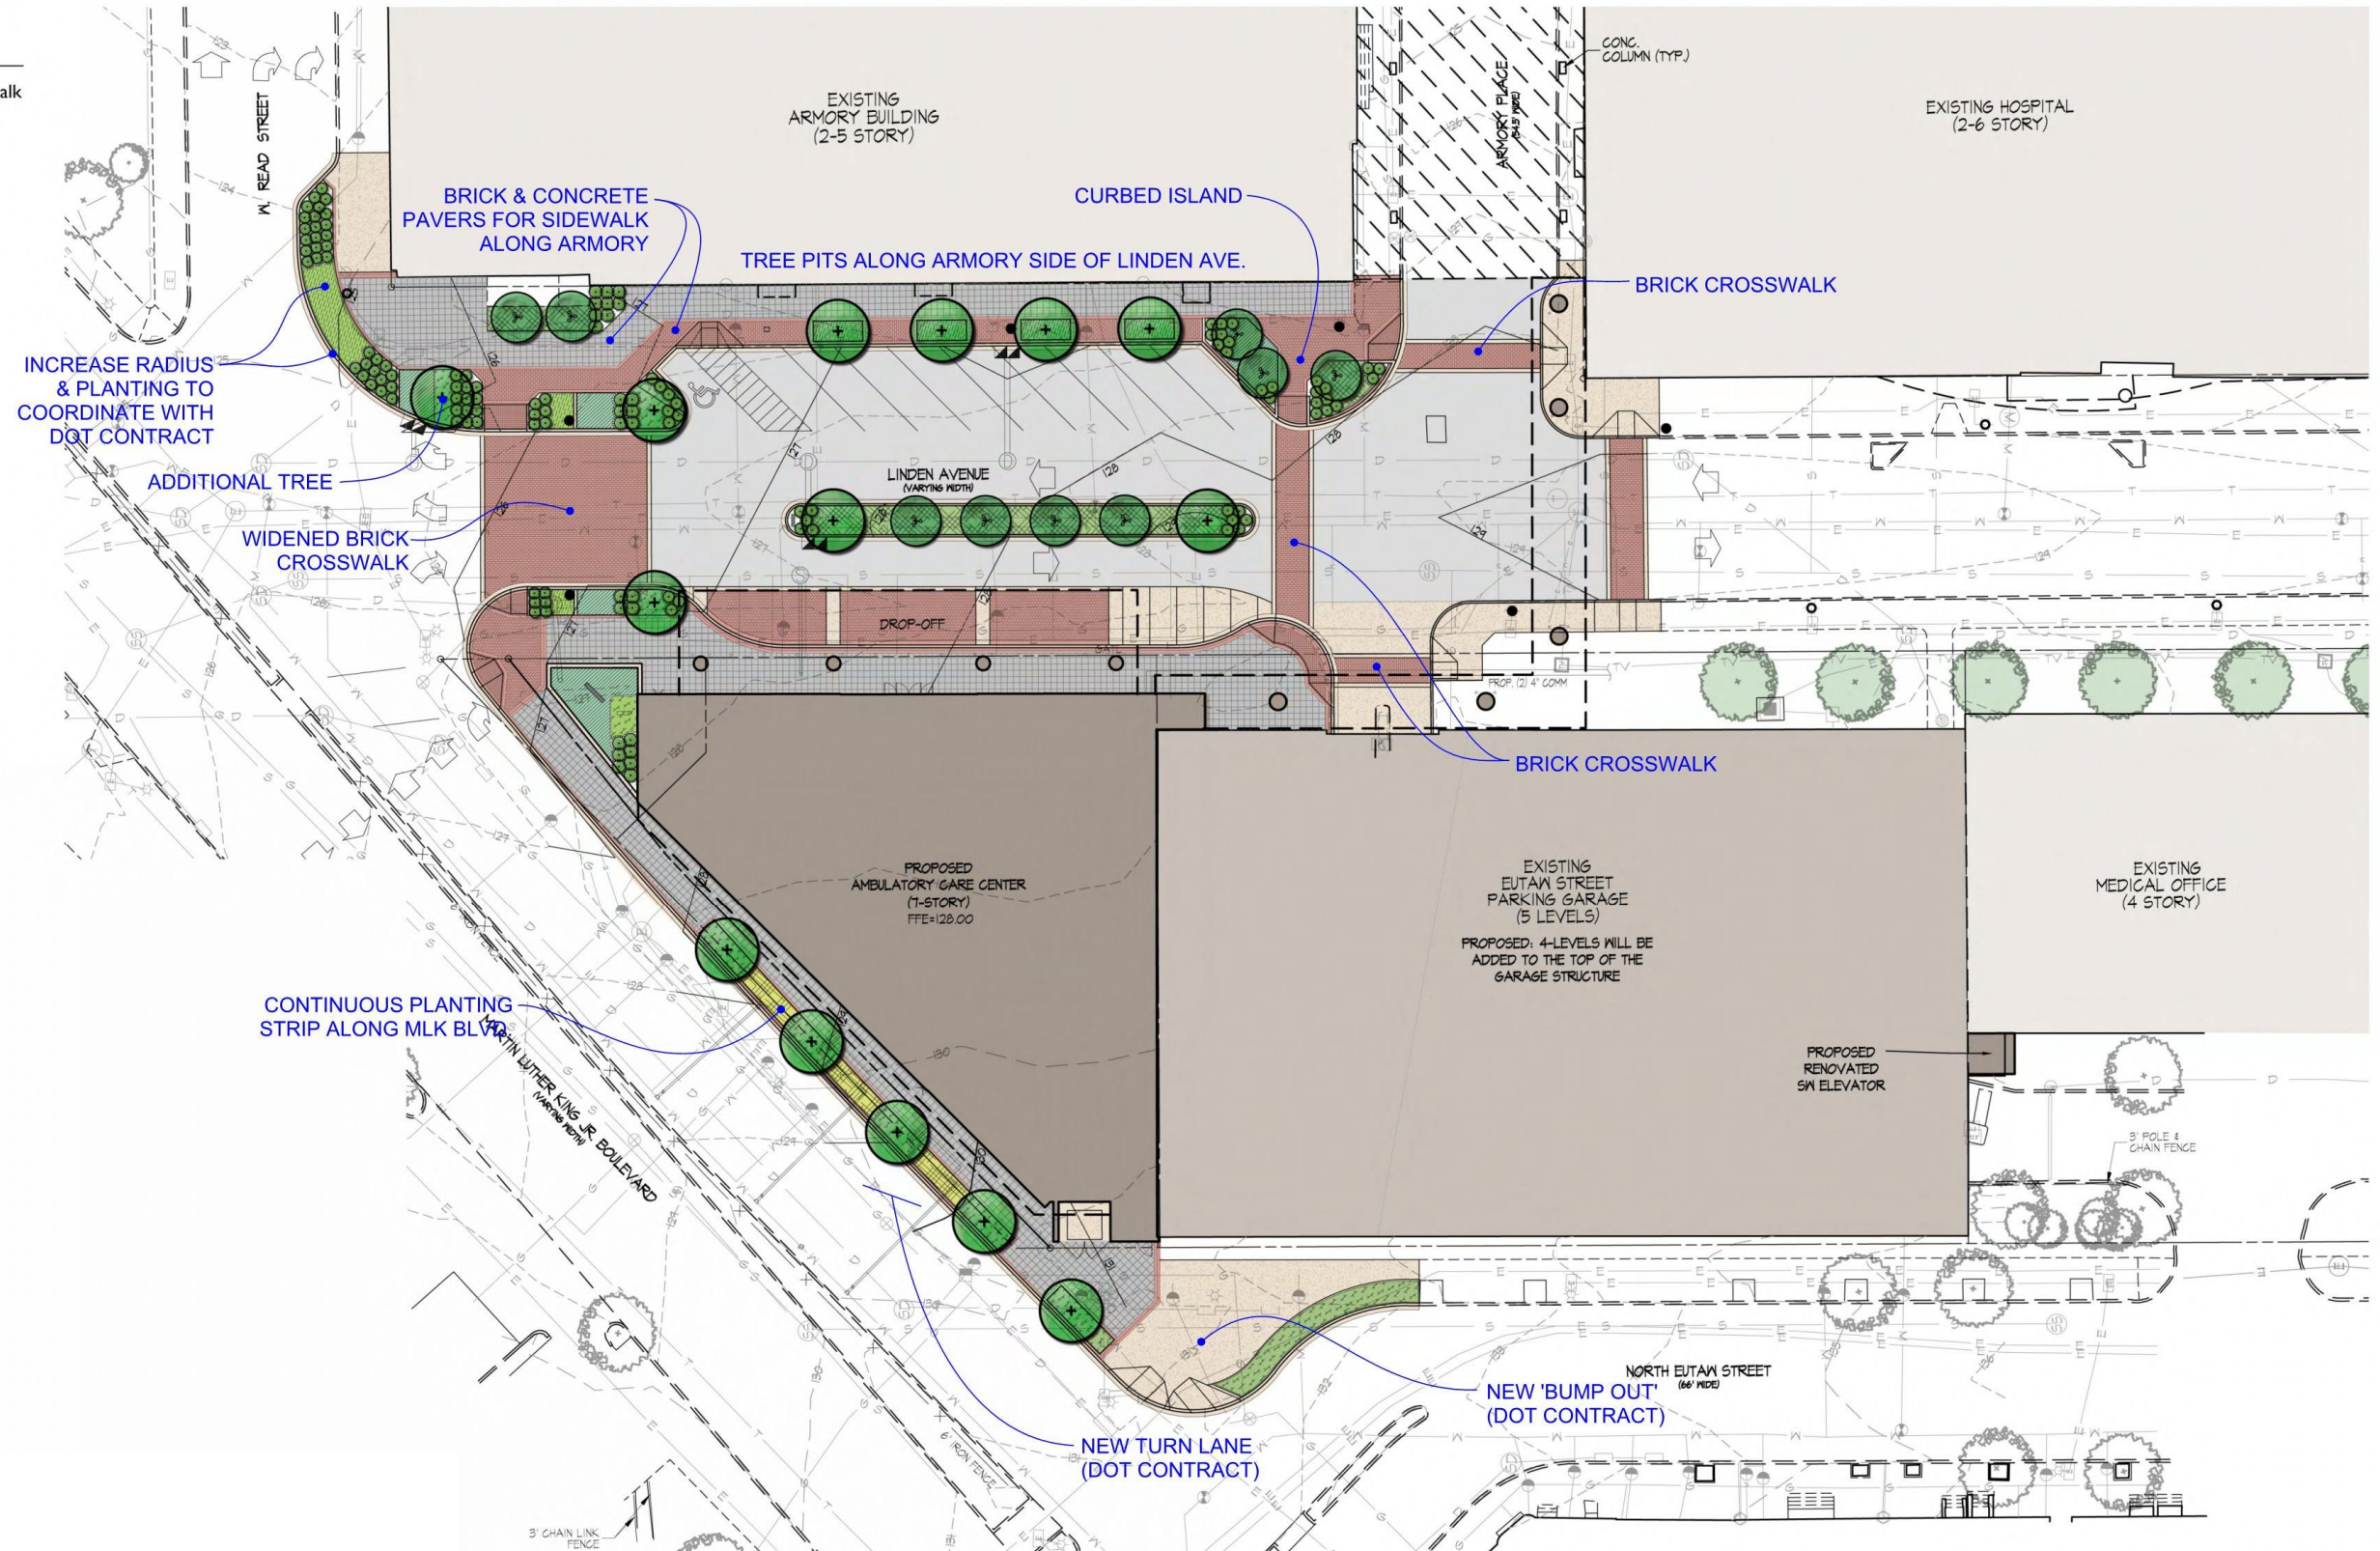 alk
W. READ STREET
EXISTING
ARMORY BUILDING
(2-5 STORY)
ARMORY PLACE
(54.5' WIDE)
CONC.
COLUMN (TYP.)
EXISTING HOSPITAL
(2-6 STORY)
BRICK & CONCRETE
PAVERS FOR SIDEWALK
ALONG ARMORY
CURBED ISLAND
TREE PITS ALONG ARMORY SIDE OF LINDEN AVE.
BRICK CROSSWALK
INCREASE RADIUS
& PLANTING TO
COORDINATE WITH
DOT CONTRACT
ADDITIONAL TREE
WIDENED BRICK
CROSSWALK
LINDEN AVENUE
(VARYING WIDTH)
DROP-OFF
GATE
PROP. (2) 4" COMM
BRICK CROSSWALK
PROPOSED
AMBULATORY CARE CENTER
(7-STORY)
FFE=128.00
EXISTING
EUTAW STREET
PARKING GARAGE
(5 LEVELS)
PROPOSED: 4-LEVELS WILL BE
ADDED TO THE TOP OF THE
GARAGE STRUCTURE
EXISTING
MEDICAL OFFICE
(4 STORY)
PROPOSED
RENOVATED
SW ELEVATOR
CONTINUOUS PLANTING
STRIP ALONG MLK BLVD.
MARTIN LUTHER KING JR. BOULEVARD
(VARYING WIDTH)
3' POLE &
CHAIN FENCE
NEW TURN LANE
(DOT CONTRACT)
NEW 'BUMP OUT'
(DOT CONTRACT)
NORTH EUTAW STREET
(66' WIDE)
6' IRON FENCE
3' CHAIN LINK
FENCE